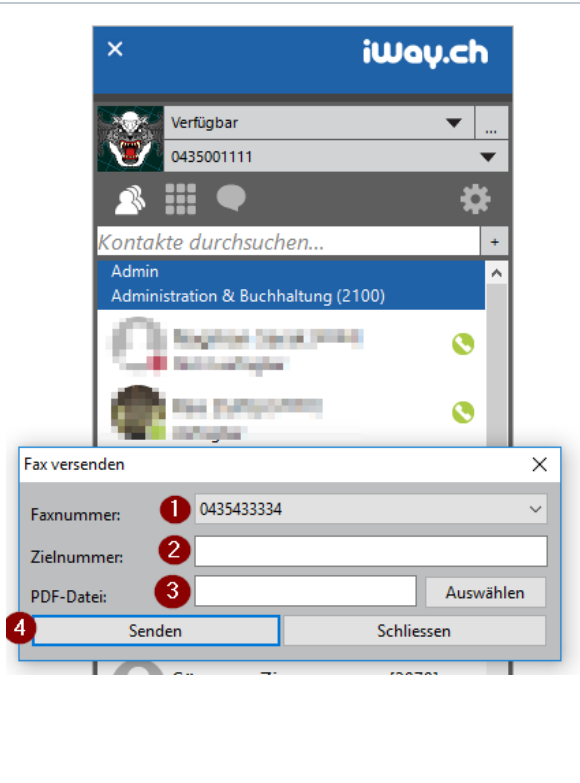 iway.ch
Verfügbar
...
0435001111
Kontakte durchsuchen...
+
Admin
Administration & Buchhaltung (2100)
Fax versenden
Faxnummer:
1
0435433334
Zielnummer:
2
PDF-Datei:
3
Auswählen
4
Senden
Schliessen